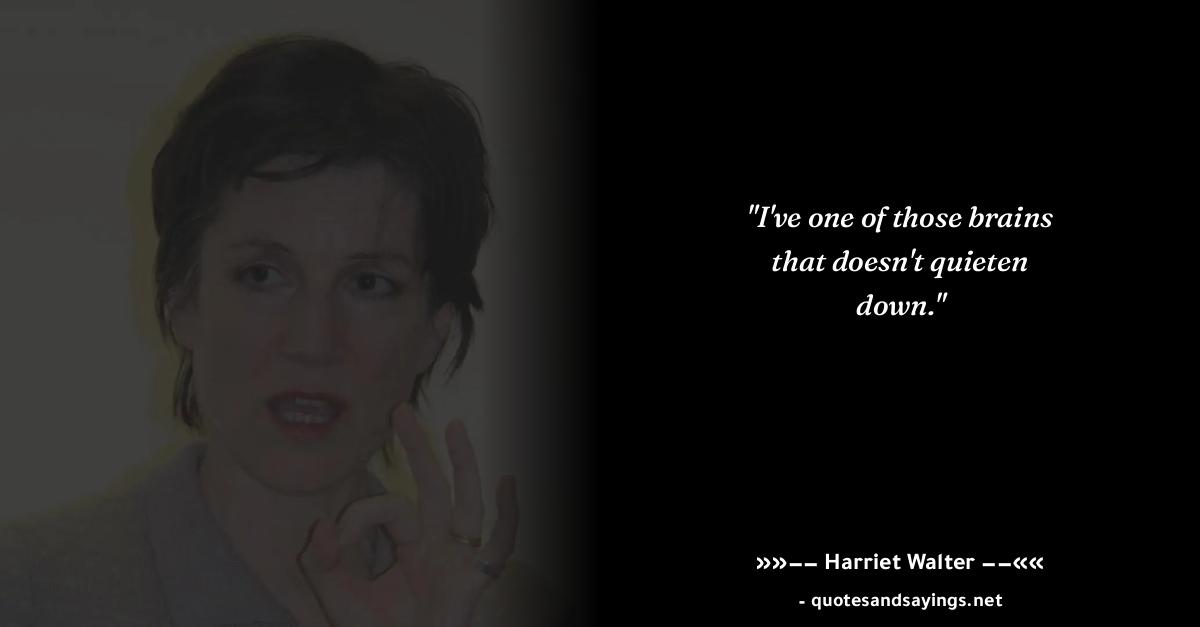 "I've one of those brains
that doesn't quieten
down."
»»−− Harriet Walter −−««
- quotesandsayings.net